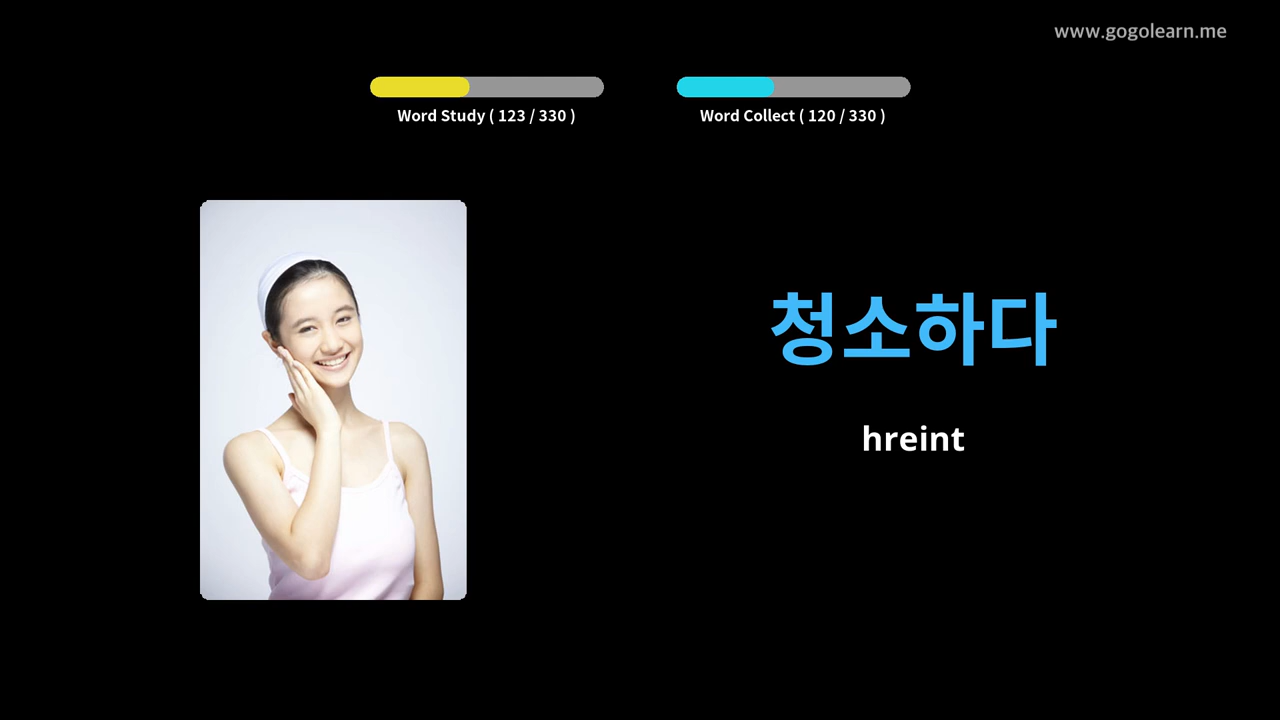 www.gogolearn.me
Word Study ( 123 / 330 )
Word Collect ( 120 / 330 )
청소하다
hreint